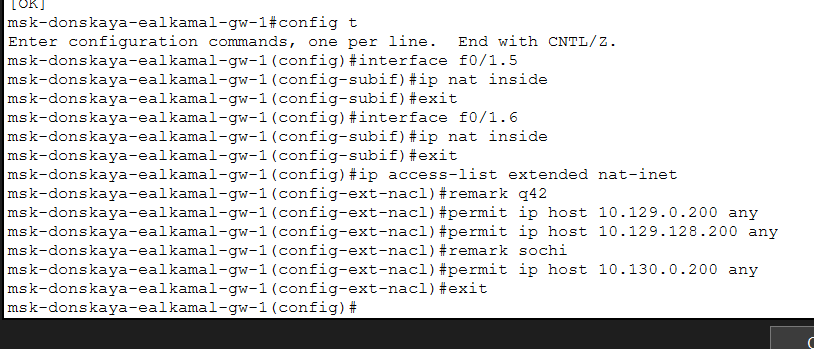 [OK]
msk-donskaya-ealkamal-gw-1#config t
Enter configuration commands, one per line.  End with CNTL/Z.
msk-donskaya-ealkamal-gw-1(config)#interface f0/1.5
msk-donskaya-ealkamal-gw-1(config-subif)#ip nat inside
msk-donskaya-ealkamal-gw-1(config-subif)#exit
msk-donskaya-ealkamal-gw-1(config)#interface f0/1.6
msk-donskaya-ealkamal-gw-1(config-subif)#ip nat inside
msk-donskaya-ealkamal-gw-1(config-subif)#exit
msk-donskaya-ealkamal-gw-1(config)#ip access-list extended nat-inet
msk-donskaya-ealkamal-gw-1(config-ext-nacl)#remark q42
msk-donskaya-ealkamal-gw-1(config-ext-nacl)#permit ip host 10.129.0.200 any
msk-donskaya-ealkamal-gw-1(config-ext-nacl)#permit ip host 10.129.128.200 any
msk-donskaya-ealkamal-gw-1(config-ext-nacl)#remark sochi
msk-donskaya-ealkamal-gw-1(config-ext-nacl)#permit ip host 10.130.0.200 any
msk-donskaya-ealkamal-gw-1(config-ext-nacl)#exit
msk-donskaya-ealkamal-gw-1(config)#